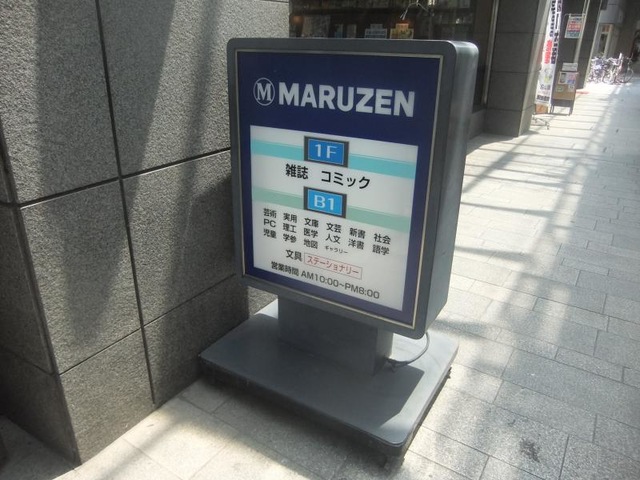 M MARUZEN
1F
雑誌 コミック
B1
芸術 実用 文庫 文芸 新書 社会
PC 理工 医学 人文 洋書 語学
児童 学参 地図 ギャラリー
文具 ステーショナリー
営業時間 AM10:00~PM8:00